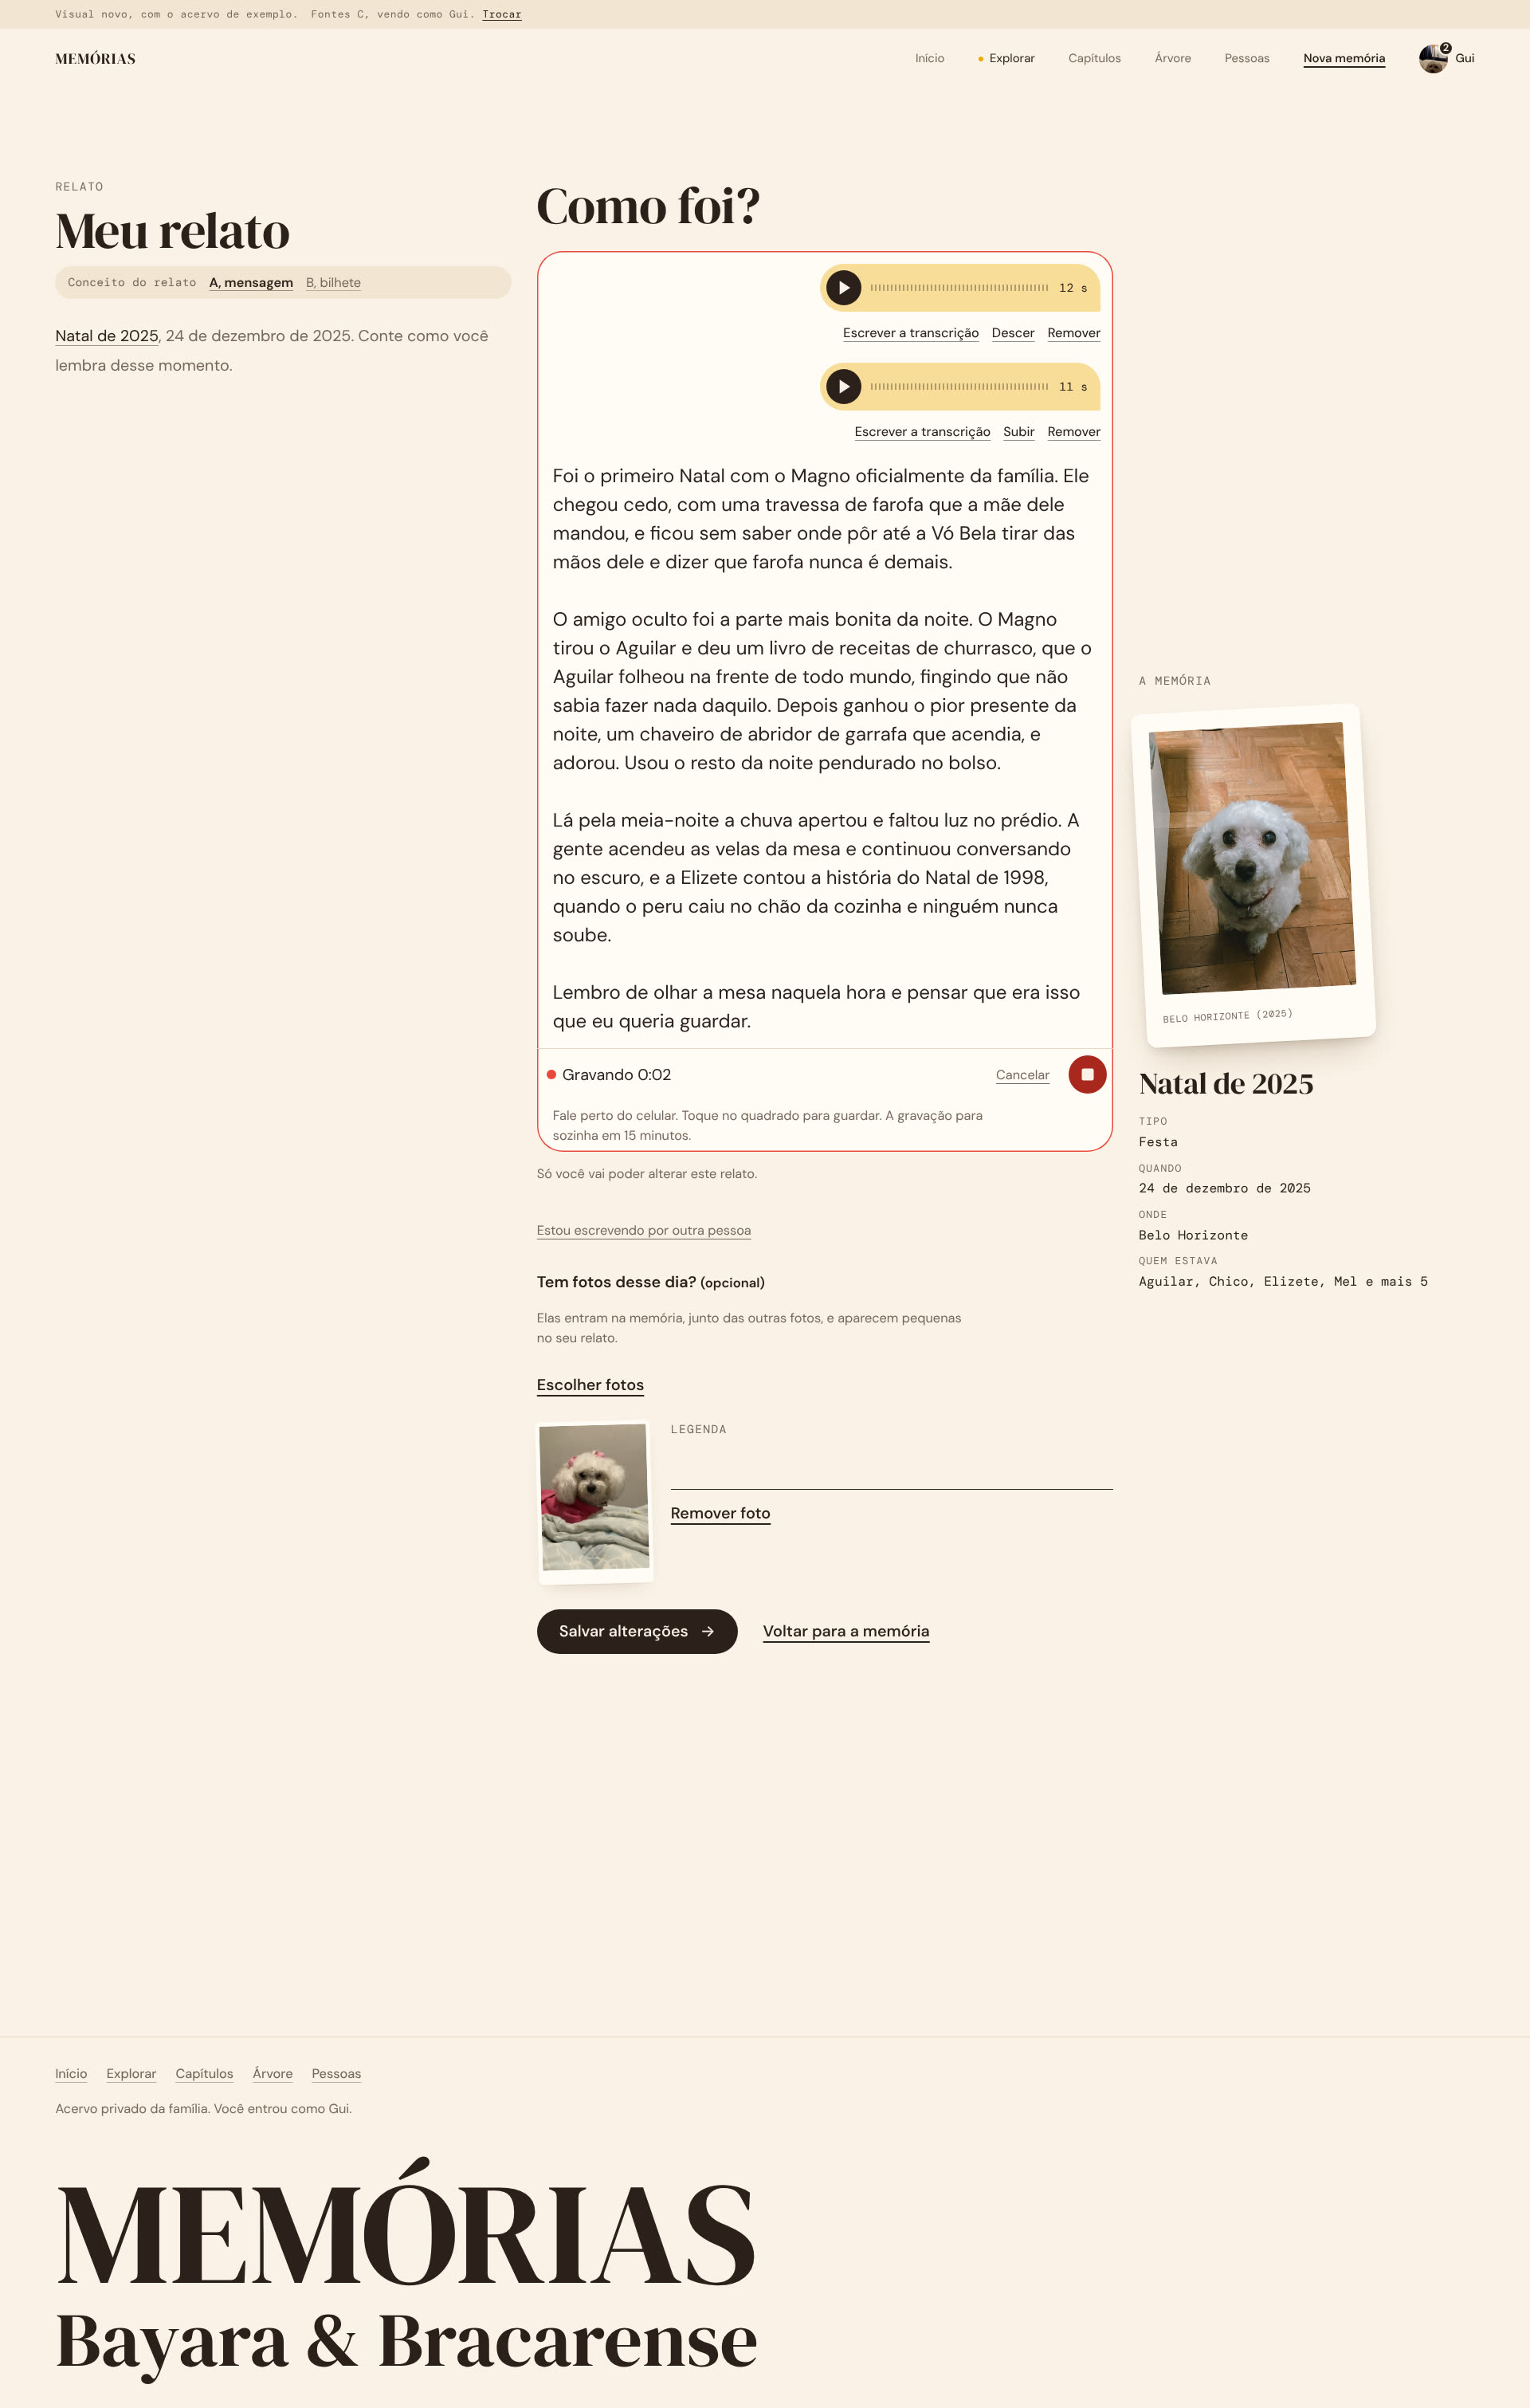 Visual novo, com o acervo de exemplo. Fontes C, vendo como Gui. Trocar
MEMÓRIAS
Início
Explorar
Capítulos
Árvore
Pessoas
Nova memória
2
Gui
RELATO
Meu relato
Conceito do relato A, mensagem B, bilhete
Natal de 2025, 24 de dezembro de 2025. Conte como você
lembra desse momento.
Como foi?
12 s
Escrever a transcrição Descer Remover
11 s
Escrever a transcrição Subir Remover
Foi o primeiro Natal com o Magno oficialmente da família. Ele
chegou cedo, com uma travessa de farofa que a mãe dele
mandou, e ficou sem saber onde pôr até a Vó Bela tirar das
mãos dele e dizer que farofa nunca é demais.
O amigo oculto foi a parte mais bonita da noite. O Magno
tirou o Aguilar e deu um livro de receitas de churrasco, que o
Aguilar folheou na frente de todo mundo, fingindo que não
sabia fazer nada daquilo. Depois ganhou o pior presente da
noite, um chaveiro de abridor de garrafa que acendia, e
adorou. Usou o resto da noite pendurado no bolso.
Lá pela meia-noite a chuva apertou e faltou luz no prédio. A
gente acendeu as velas da mesa e continuou conversando
no escuro, e a Elizete contou a história do Natal de 1998,
quando o peru caiu no chão da cozinha e ninguém nunca
soube.
Lembro de olhar a mesa naquela hora e pensar que era isso
que eu queria guardar.
Gravando 0:02
Cancelar
Fale perto do celular. Toque no quadrado para guardar. A gravação para
sozinha em 15 minutos.
Só você vai poder alterar este relato.
Estou escrevendo por outra pessoa
Tem fotos desse dia? (opcional)
Elas entram na memória, junto das outras fotos, e aparecem pequenas
no seu relato.
Escolher fotos
LEGENDA
Remover foto
Salvar alterações →
Voltar para a memória
A MEMÓRIA
BELO HORIZONTE (2025)
Natal de 2025
TIPO
Festa
QUANDO
24 de dezembro de 2025
ONDE
Belo Horizonte
QUEM ESTAVA
Aguilar, Chico, Elizete, Mel e mais 5
Início Explorar Capítulos Árvore Pessoas
Acervo privado da família. Você entrou como Gui.
MEMÓRIAS
Bayara & Bracarense